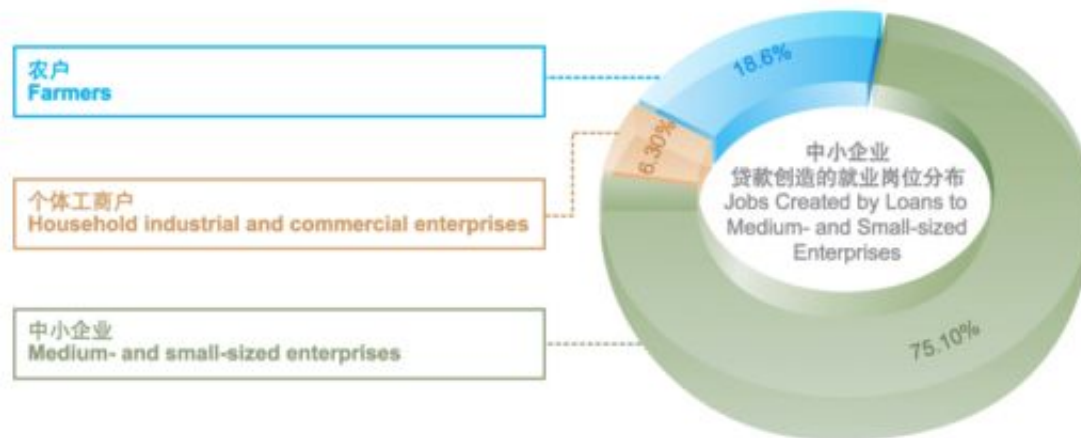 农户
Farmers
18.6%
个体工商户
Household industrial and commercial enterprises
6.30%
中小企业
Medium- and small-sized enterprises
75.10%
中小企业
贷款创造的就业岗位分布
Jobs Created by Loans to
Medium- and Small-sized
Enterprises